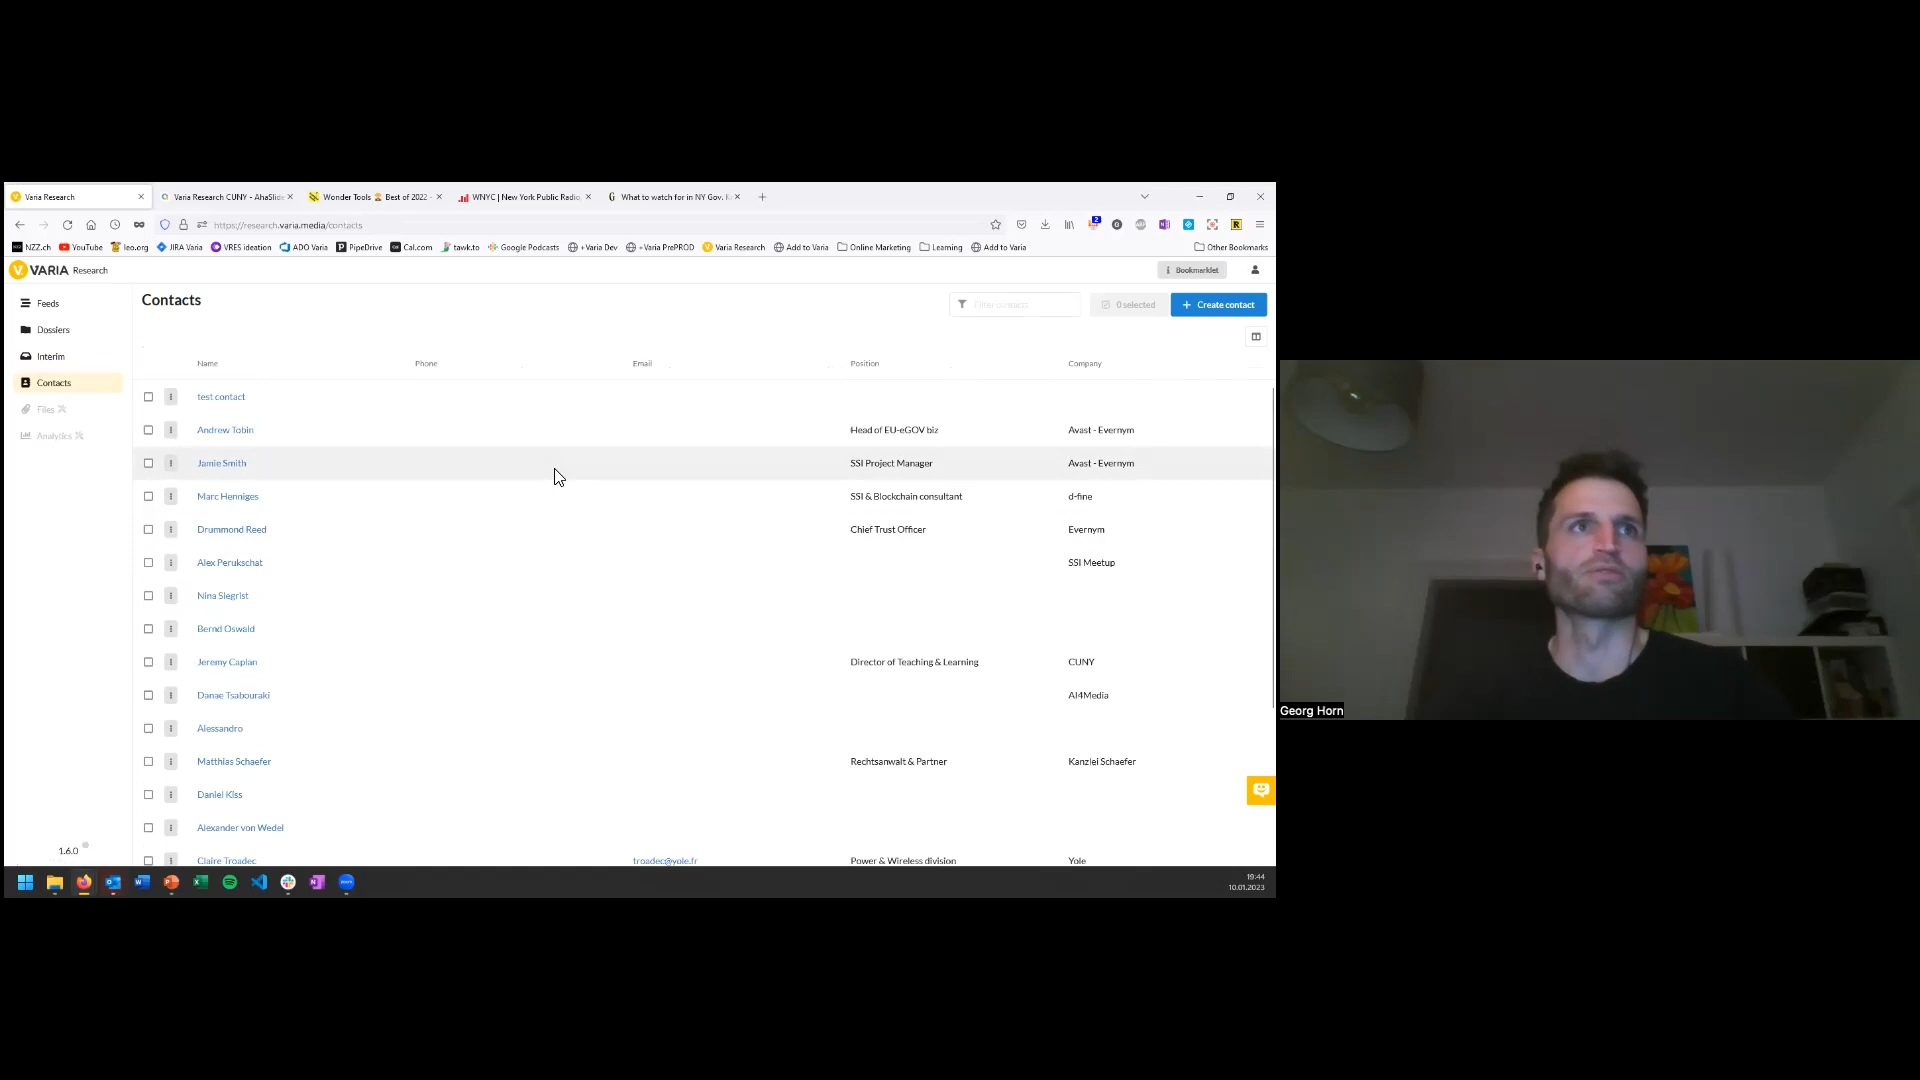 Varia Research
Varia Research CUNY - AhaSlide
Wonder Tools 🏆 Best of 2022 -
WNYC | New York Public Radio,
What to watch for in NY Gov. K
https://research.varia.media/contacts
NZZ.ch YouTube leo.org JIRA Varia VRES ideation ADO Varia PipeDrive Cal.com tawk.to Google Podcasts +Varia Dev +Varia PrePROD Varia Research Add to Varia Online Marketing Learning Add to Varia Other Bookmarks
VARIA Research
Bookmarklet
Feeds
Dossiers
Interim
Contacts
Files
Analytics
1.6.0
Contacts
Filter contacts
0 selected
+ Create contact
Name Phone Email Position Company
test contact
Andrew Tobin Head of EU-eGOV biz Avast - Evernym
Jamie Smith SSI Project Manager Avast - Evernym
Marc Henniges SSI & Blockchain consultant d-fine
Drummond Reed Chief Trust Officer Evernym
Alex Perukschat SSI Meetup
Nina Siegrist
Bernd Oswald
Jeremy Caplan Director of Teaching & Learning CUNY
Danae Tsabouraki AI4Media
Alessandro
Matthias Schaefer Rechtsanwalt & Partner Kanzlei Schaefer
Daniel Kiss
Alexander von Wedel
Claire Troadec troadec@yole.fr Power & Wireless division Yole
19:44
10.01.2023
Georg Horn